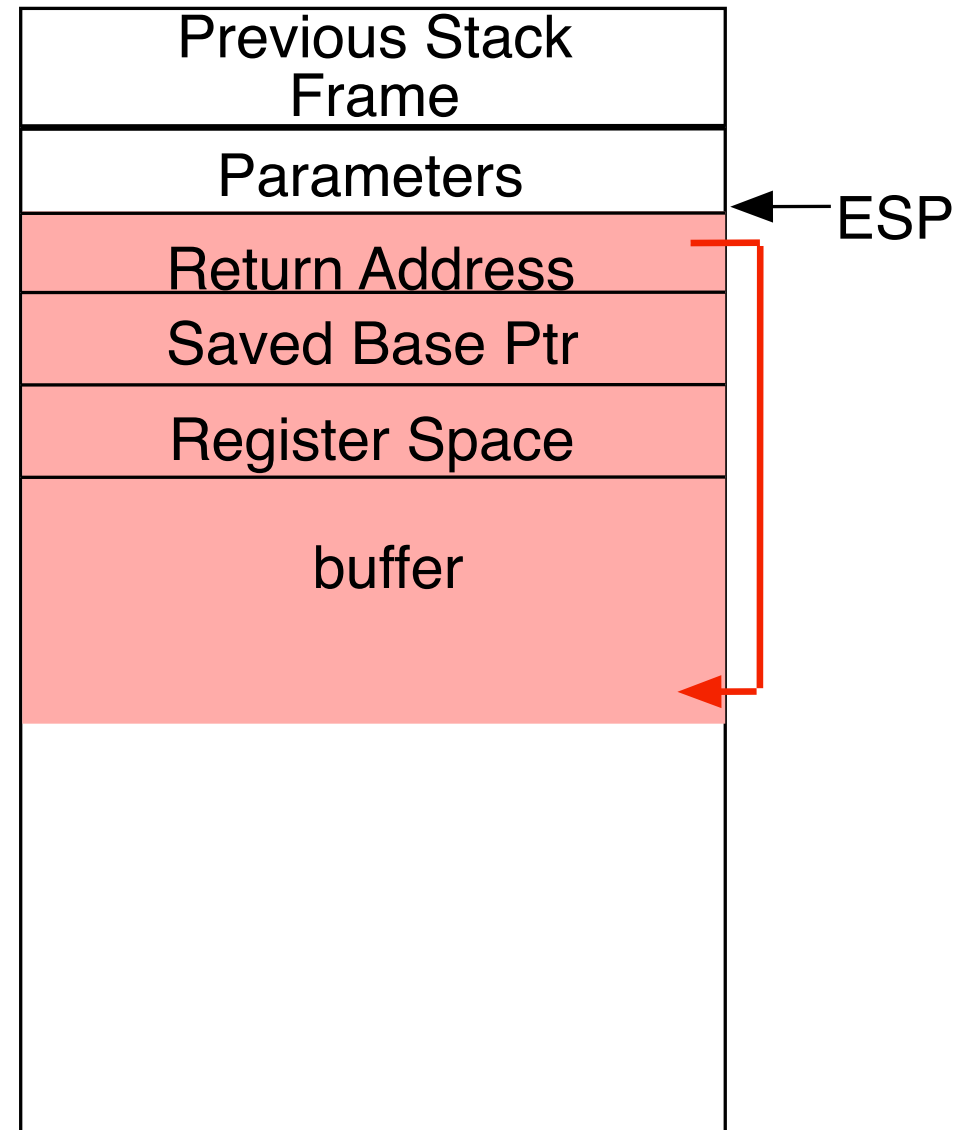 Previous Stack
Frame
Parameters
ESP
Return Address
Saved Base Ptr
Register Space
buffer